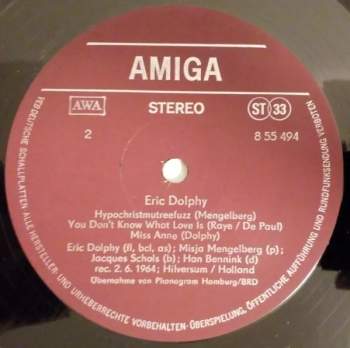 AMIGA
AWA
STEREO
ST 33
2
8 55 494
Eric Dolphy
Hypochristmutreefuzz (Mengelberg)
You Don't Know What Love Is (Raye / De Paul)
Miss Anne (Dolphy)
Eric Dolphy (fl, bcl, as); Misja Mengelberg (p);
Jacques Schols (b); Han Bennink (d)
rec. 2. 6. 1964; Hilversum / Holland
Übernahme von Phonogram Hamburg/BRD
VEB DEUTSCHE SCHALLPLATTEN · ALLE HERSTELLER UND URHEBERRECHTE VORBEHALTEN · ÜBERSPIELUNG, ÖFFENTLICHE AUFFÜHRUNG UND RUNDFUNKSENDUNG VERBOTEN